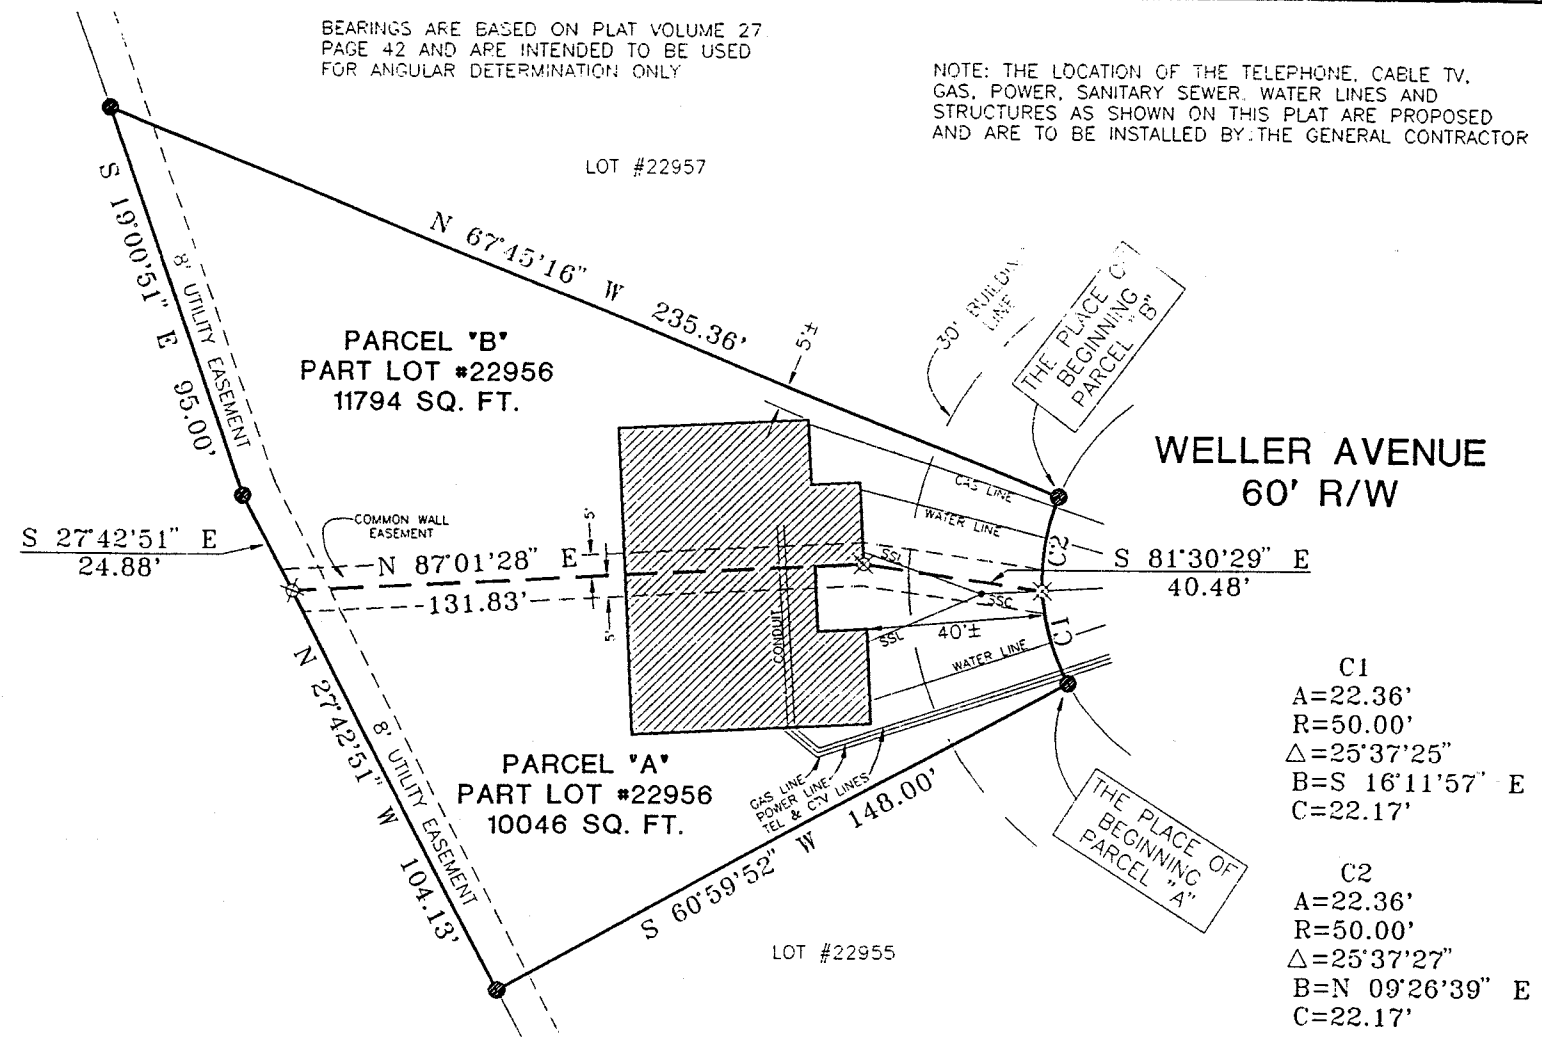 BEARINGS ARE BASED ON PLAT VOLUME 27
PAGE 42 AND ARE INTENDED TO BE USED
FOR ANGULAR DETERMINATION ONLY
NOTE: THE LOCATION OF THE TELEPHONE, CABLE TV,
GAS, POWER, SANITARY SEWER, WATER LINES AND
STRUCTURES AS SHOWN ON THIS PLAT ARE PROPOSED
AND ARE TO BE INSTALLED BY THE GENERAL CONTRACTOR
LOT #22957
N 67°45'16" W 235.36'
S 19°00'51" E 95.00'
8' UTILITY EASEMENT
PARCEL "B"
PART LOT #22956
11794 SQ. FT.
5'±
30' BUILDING
LINE
THE PLACE OF
BEGINNING
PARCEL "B"
WELLER AVENUE
60' R/W
GAS LINE
WATER LINE
C2
S 27°42'51" E
24.88'
COMMON WALL
EASEMENT
N 87°01'28" E
131.83'
5'
5'
SSL
SSC
SSL
40'±
S 81°30'29" E
40.48'
CONDUIT
WATER LINE
C1
N 27°42'51" W 104.13'
8' UTILITY EASEMENT
PARCEL "A"
PART LOT #22956
10046 SQ. FT.
GAS LINE
POWER LINE
TEL & CTV LINES
S 60°59'52" W 148.00'
THE PLACE OF
BEGINNING
PARCEL "A"
LOT #22955
C1
A=22.36'
R=50.00'
△=25°37'25"
B=S 16°11'57" E
C=22.17'
C2
A=22.36'
R=50.00'
△=25°37'27"
B=N 09°26'39" E
C=22.17'